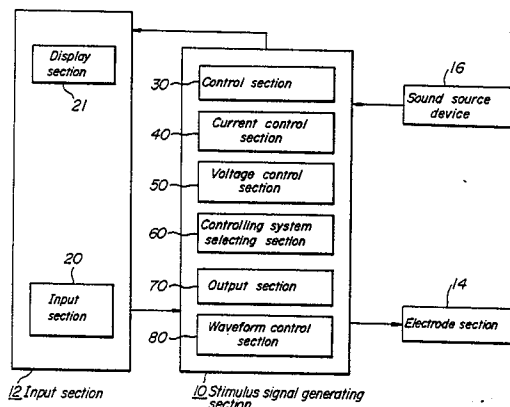 Display
section
21
20
Input
section
12 Input section
30
Control section
40
Current control
section
50
Voltage control
section
60
Controlling system
selecting section
70
Output section
80
Waveform control
section
10 Stimulus signal generating
section
16
Sound source
device
14
Electrode section